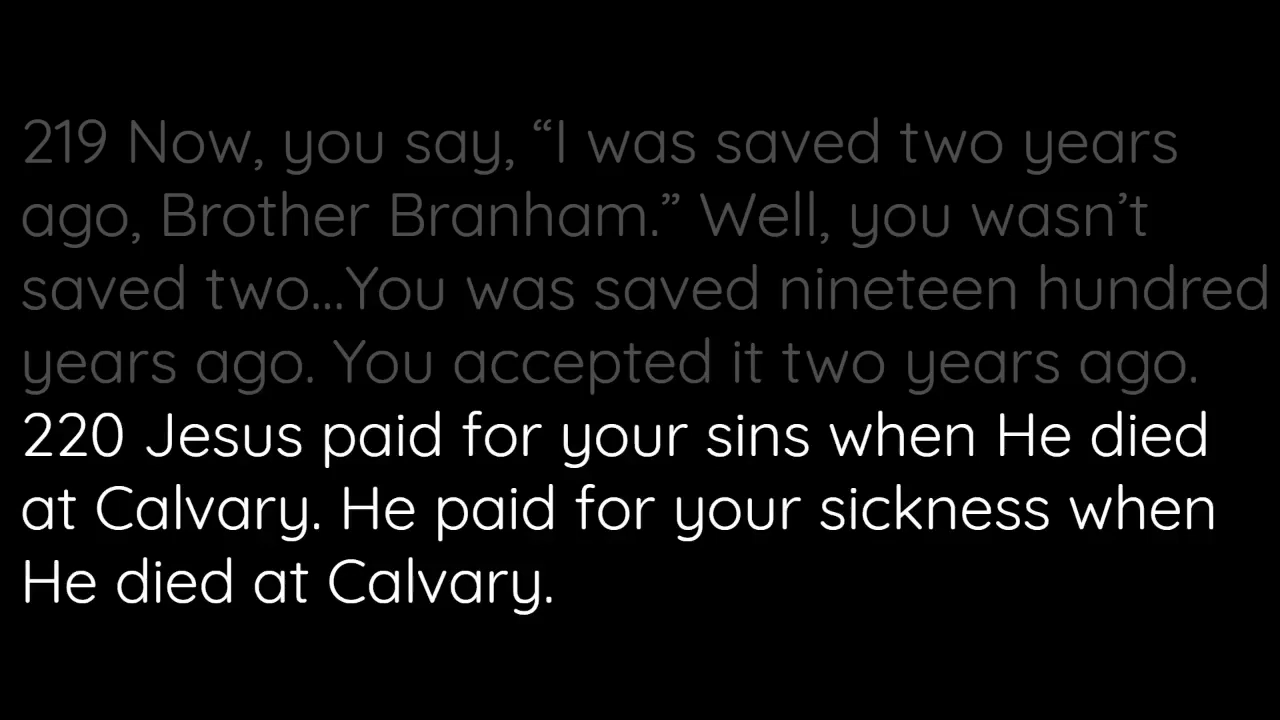 219 Now, you say, “I was saved two years
ago, Brother Branham.” Well, you wasn’t
saved two...You was saved nineteen hundred
years ago. You accepted it two years ago.
220 Jesus paid for your sins when He died
at Calvary. He paid for your sickness when
He died at Calvary.